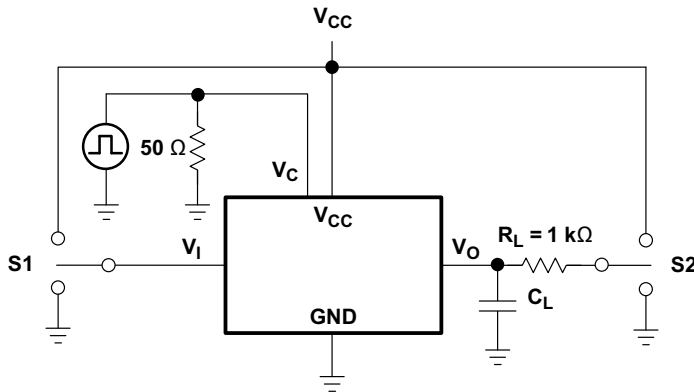 VCC
50 Ω
VC
VCC
S1
VI
VO
RL = 1 kΩ
S2
CL
GND